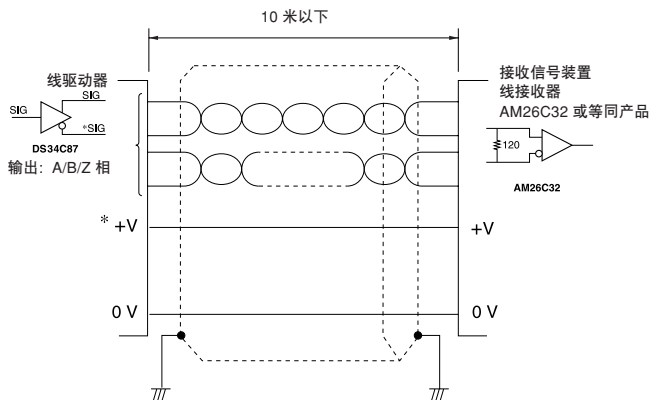 10 米以下
线驱动器
SIG
SIG
*SIG
DS34C87
输出: A/B/Z 相
接收信号装置
线接收器
AM26C32 或等同产品
120
AM26C32
* +V
+V
0 V
0 V